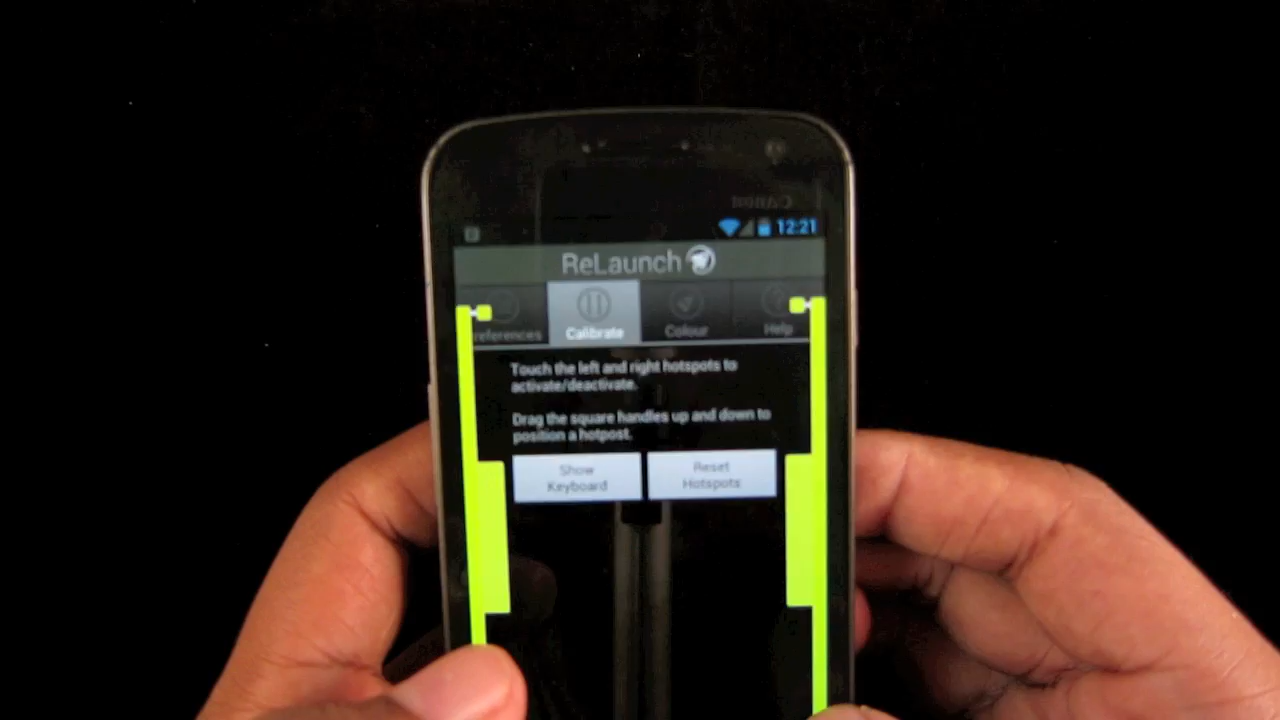 Canon
12:21
ReLaunch
references
Calibrate
Colour
Help
Touch the left and right hotspots to
activate/deactivate.
Drag the square handles up and down to
position a hotpost.
Show
Keyboard
Reset
Hotspots